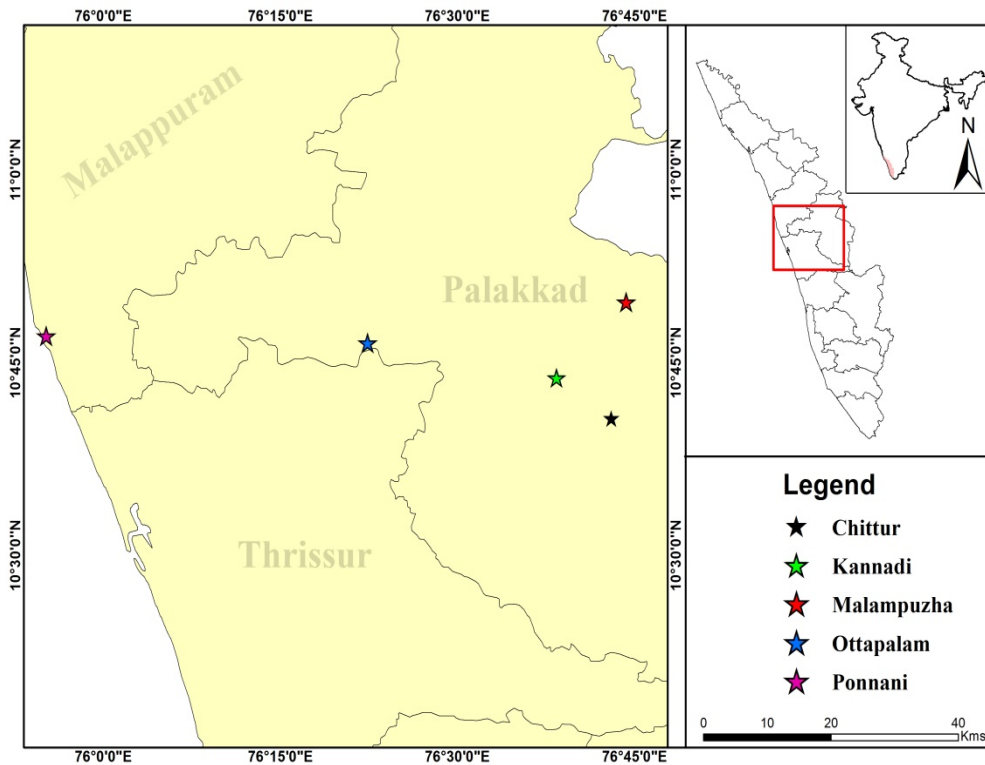 76°0'0"E 76°15'0"E 76°30'0"E 76°45'0"E
11°0'0"N
10°45'0"N
10°30'0"N
Malappuram
Palakkad
Thrissur
11°0'0"N
10°45'0"N
10°30'0"N
76°0'0"E 76°15'0"E 76°30'0"E 76°45'0"E
N
Legend
Chittur
Kannadi
Malampuzha
Ottapalam
Ponnani
0 10 20 40
Kms